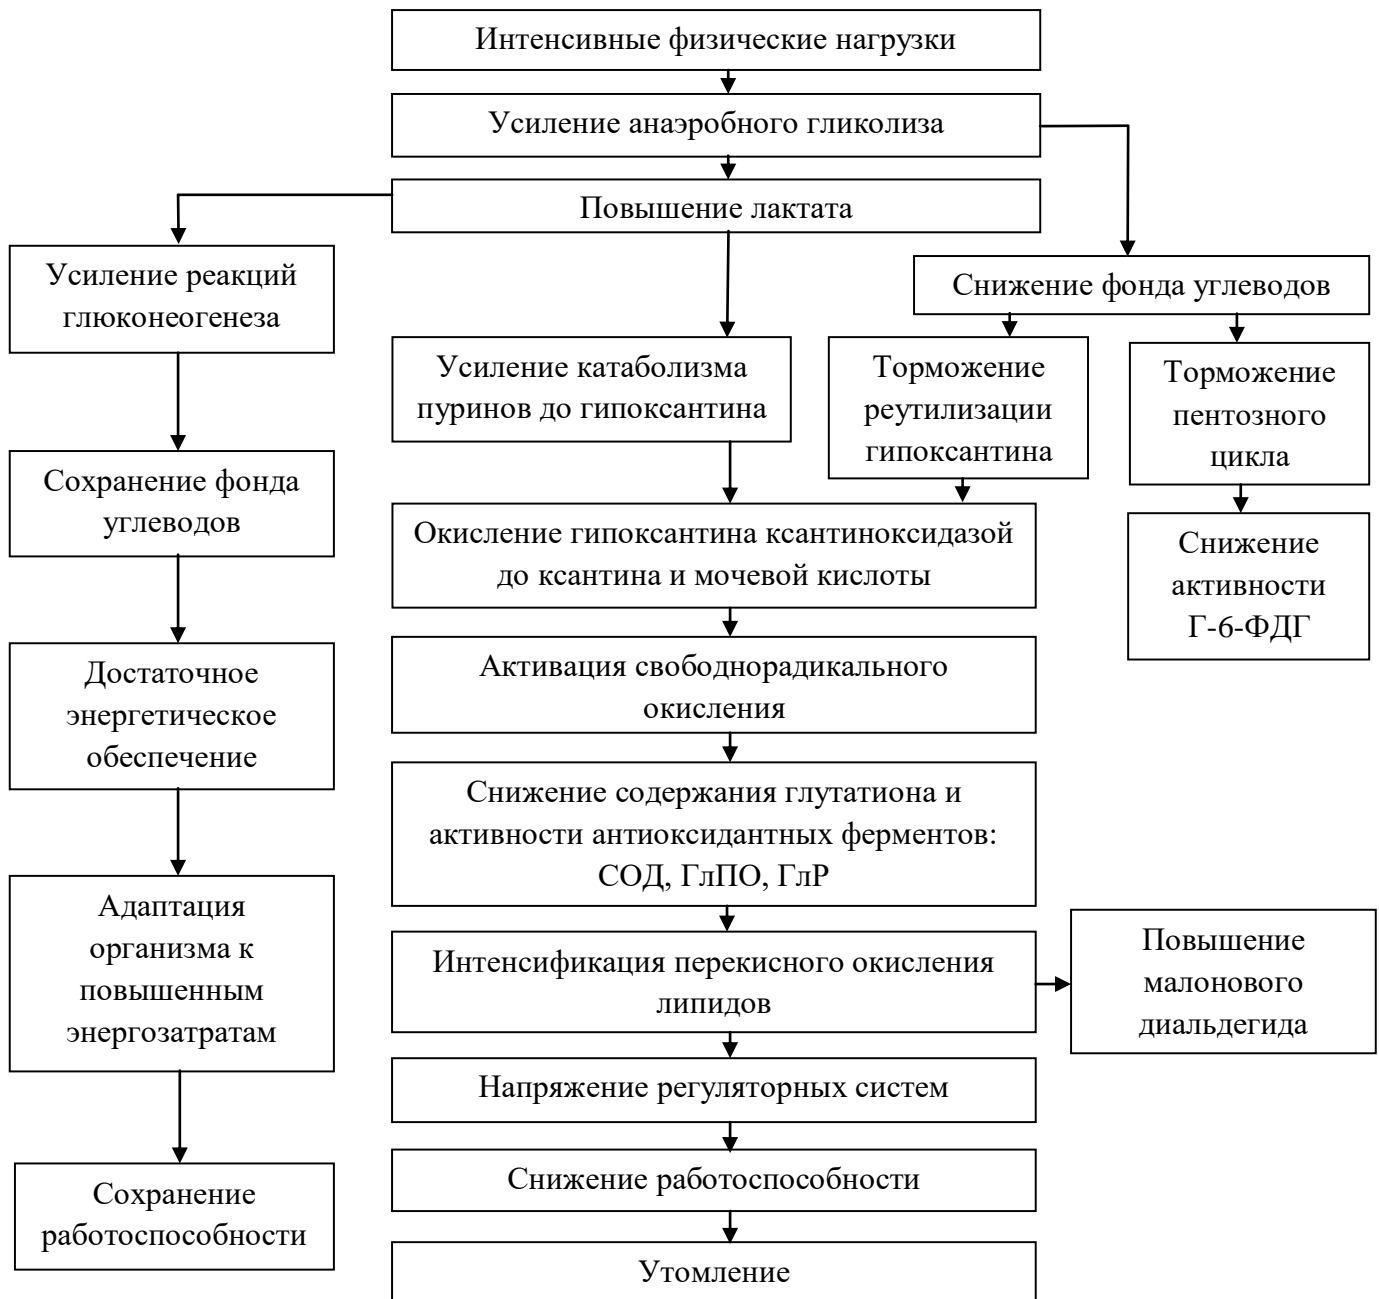 Интенсивные физические нагрузки
Усиление анаэробного гликолиза
Повышение лактата
Усиление реакций
глюконеогенеза
Снижение фонда углеводов
Усиление катаболизма
пуринов до гипоксантина
Торможение
реутилизации
гипоксантина
Торможение
пентозного
цикла
Сохранение фонда
углеводов
Окисление гипоксантина ксантиноксидазой
до ксантина и мочевой кислоты
Снижение
активности
Г-6-ФДГ
Достаточное
энергетическое
обеспечение
Активация свободнорадикального
окисления
Снижение содержания глутатиона и
активности антиоксидантных ферментов:
СОД, ГлПО, ГлР
Адаптация
организма к
повышенным
энергозатратам
Интенсификация перекисного окисления
липидов
Повышение
малонового
диальдегида
Напряжение регуляторных систем
Снижение работоспособности
Сохранение
работоспособности
Утомление